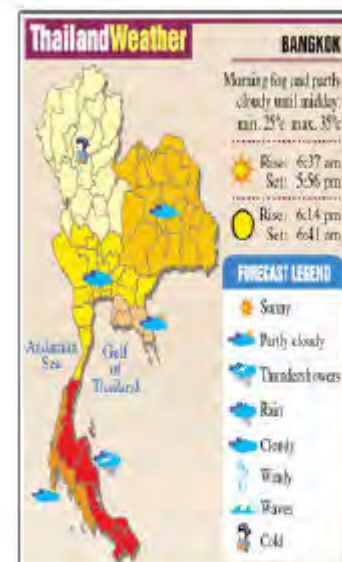 ThailandWeather
BANGKOK
Morning fog and partly
cloudy until midday.
min. 25°c max. 35°c
Rise: 6:37 am
Set: 5:56 pm
Rise: 6:14 pm
Set: 6:41 am
FORECAST LEGEND
Sunny
Partly cloudy
Thundershowers
Rain
Cloudy
Windy
Waves
Cold
Andaman
Sea
Gulf
of
Thailand